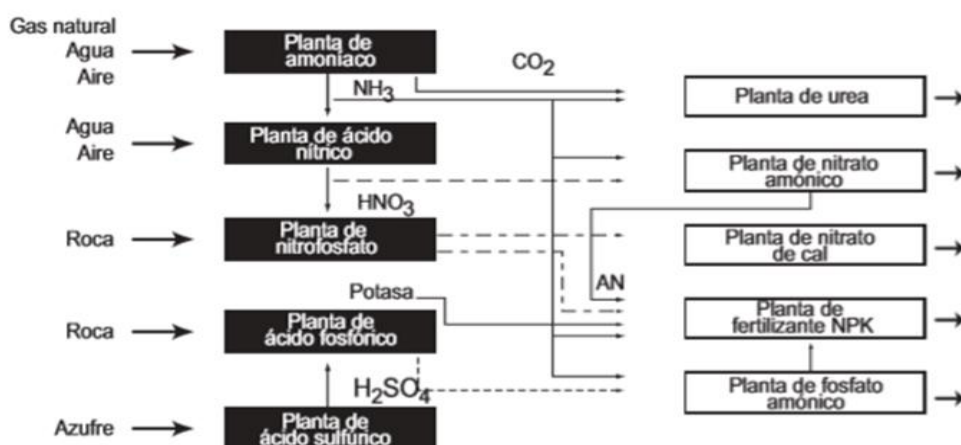 Gas natural
Agua
Aire
Planta de
amoníaco
CO2
NH3
Planta de urea
Agua
Aire
Planta de ácido
nítrico
Planta de nitrato
amónico
HNO3
Roca
Planta de
nitrofosfato
Planta de nitrato
de cal
AN
Potasa
Roca
Planta de
ácido fosfórico
Planta de
fertilizante NPK
H2SO4
Planta de fosfato
amónico
Azufre
Planta de
ácido sulfúrico